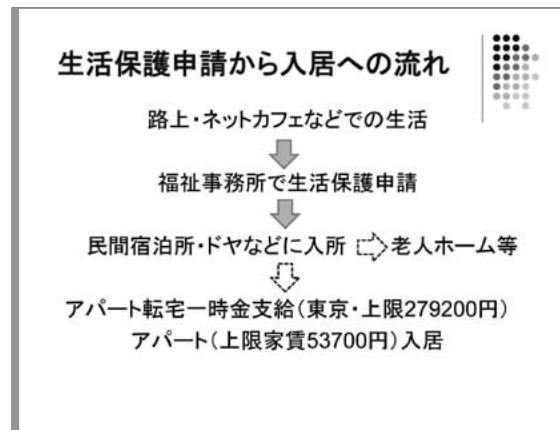 生活保護申請から入居への流れ
路上・ネットカフェなどでの生活
福祉事務所で生活保護申請
民間宿泊所・ドヤなどに入所 老人ホーム等
アパート転宅一時金支給(東京・上限279200円)
アパート(上限家賃53700円)入居